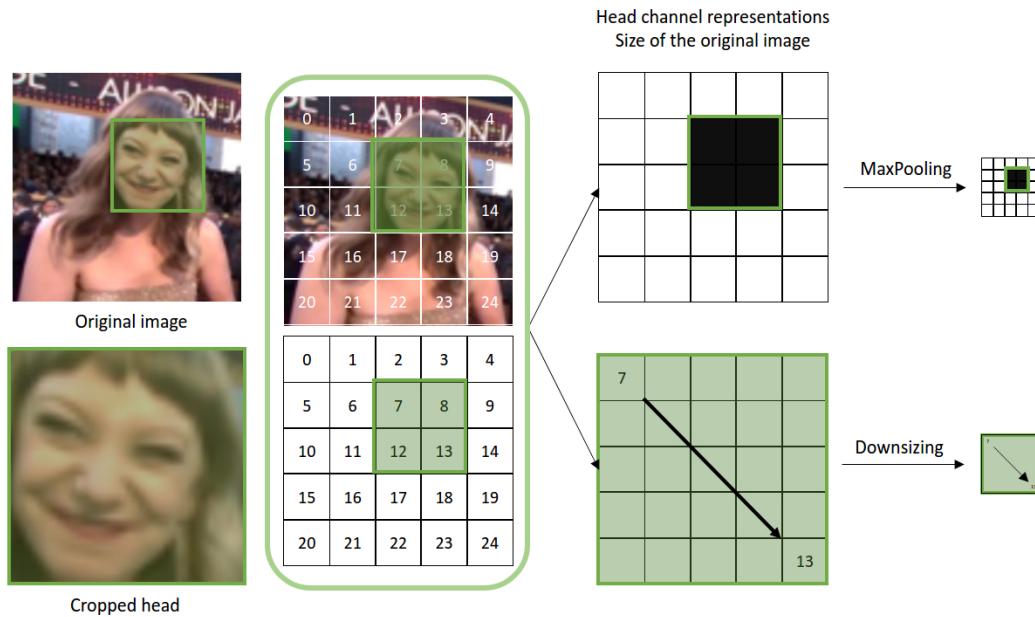 Head channel representations
Size of the original image
0 1 2 3 4
5 6 7 8 9
10 11 12 13 14
15 16 17 18 19
20 21 22 23 24
MaxPooling
Original image
0 1 2 3 4
5 6 7 8 9
10 11 12 13 14
15 16 17 18 19
20 21 22 23 24
7
13
Downsizing
7
Cropped head